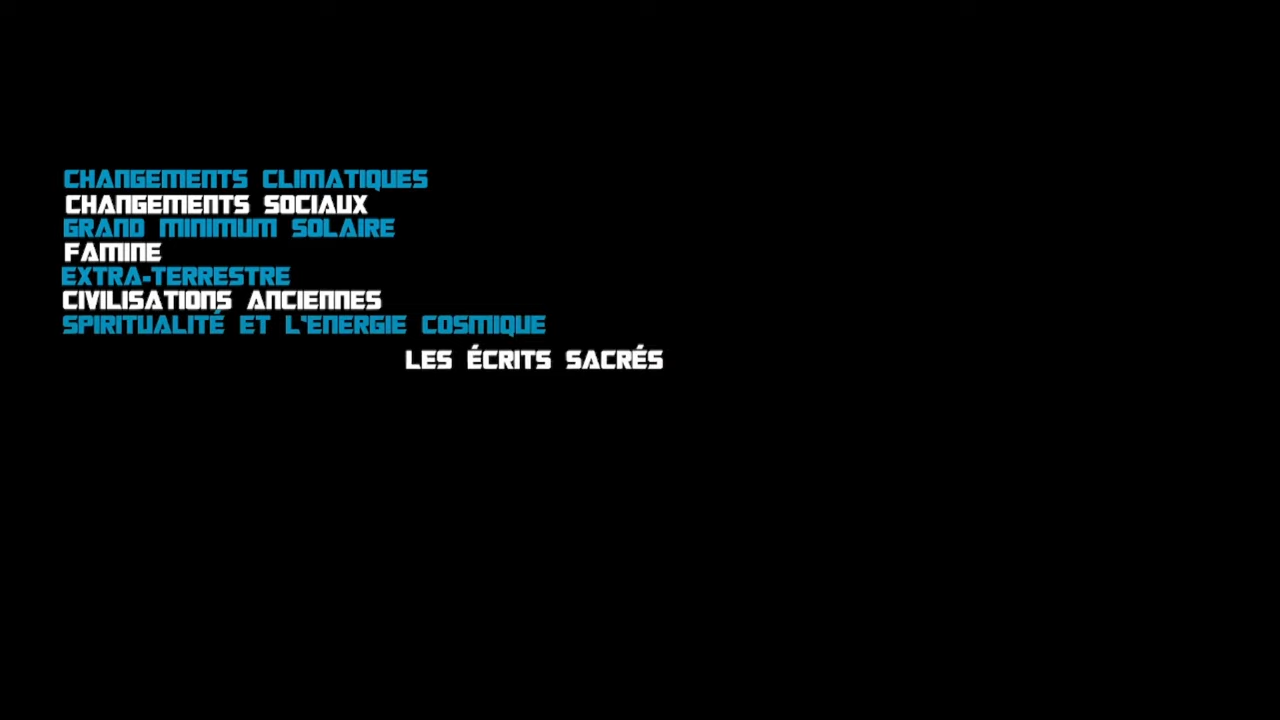 CHANGEMENTS CLIMATIQUES
CHANGEMENTS SOCIAUX
GRAND MINIMUM SOLAIRE
FAMINE
EXTRA-TERRESTRE
CIVILISATIONS ANCIENNES
SPIRITUALITÉ ET L'ENERGIE COSMIQUE
LES ÉCRITS SACRÉS